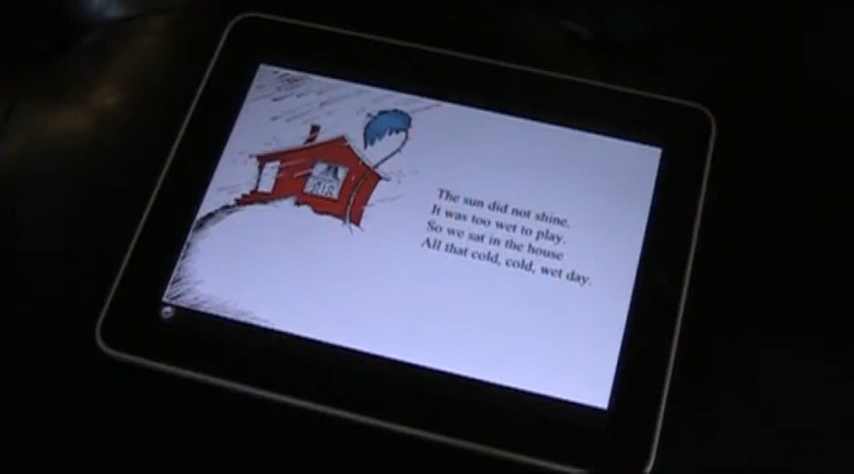 The sun did not shine.
It was too wet to play.
So we sat in the house
All that cold, cold, wet day.